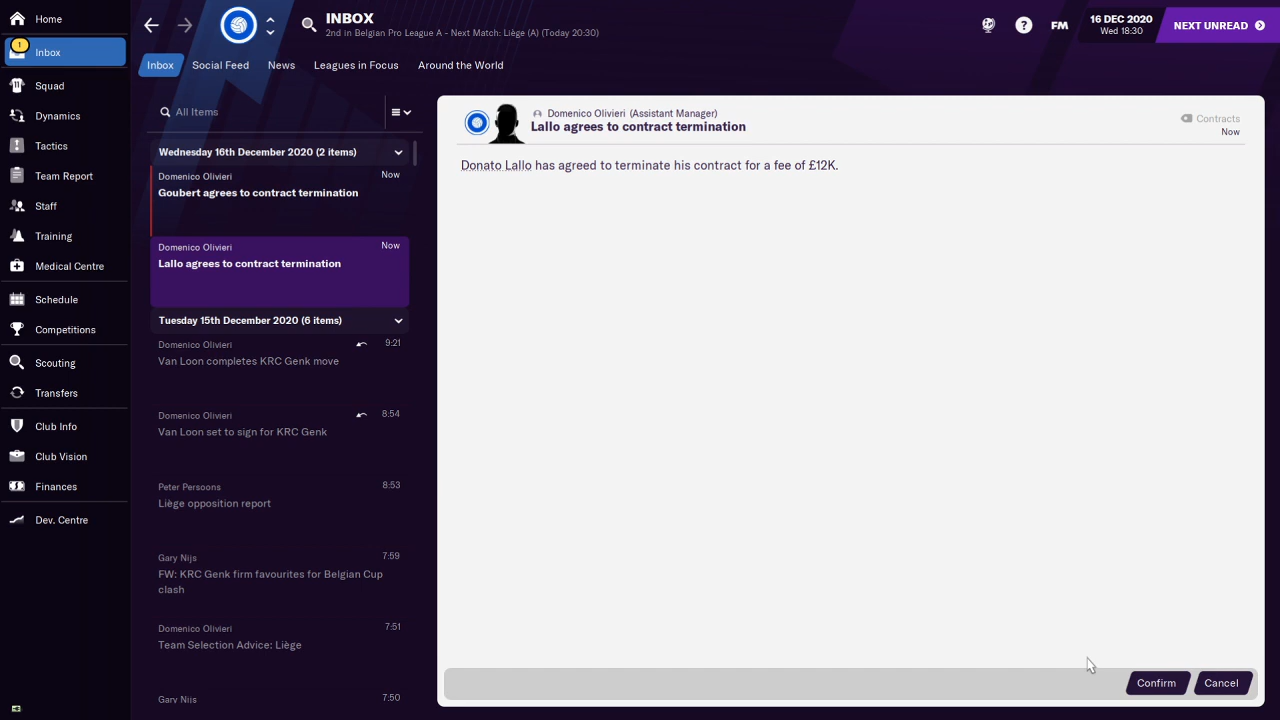 Home
INBOX
2nd in Belgian Pro League A - Next Match: Liège (A) (Today 20:30)
FM
16 DEC 2020
Wed 18:30
NEXT UNREAD
1
Inbox
Squad
Dynamics
Tactics
Team Report
Staff
Training
Medical Centre
Schedule
Competitions
Scouting
Transfers
Club Info
Club Vision
Finances
Dev. Centre
Inbox Social Feed News Leagues in Focus Around the World
All Items
Wednesday 16th December 2020 (2 items)
Domenico Olivieri Now
Goubert agrees to contract termination
Domenico Olivieri Now
Lallo agrees to contract termination
Tuesday 15th December 2020 (6 items)
Domenico Olivieri 9:21
Van Loon completes KRC Genk move
Domenico Olivieri 8:54
Van Loon set to sign for KRC Genk
Peter Persoons 8:53
Liège opposition report
Gary Nijs 7:59
FW: KRC Genk firm favourites for Belgian Cup
clash
Domenico Olivieri 7:51
Team Selection Advice: Liège
Gary Nijs 7:50
Domenico Olivieri (Assistant Manager)
Lallo agrees to contract termination
Contracts
Now
Donato Lallo has agreed to terminate his contract for a fee of £12K.
Confirm Cancel